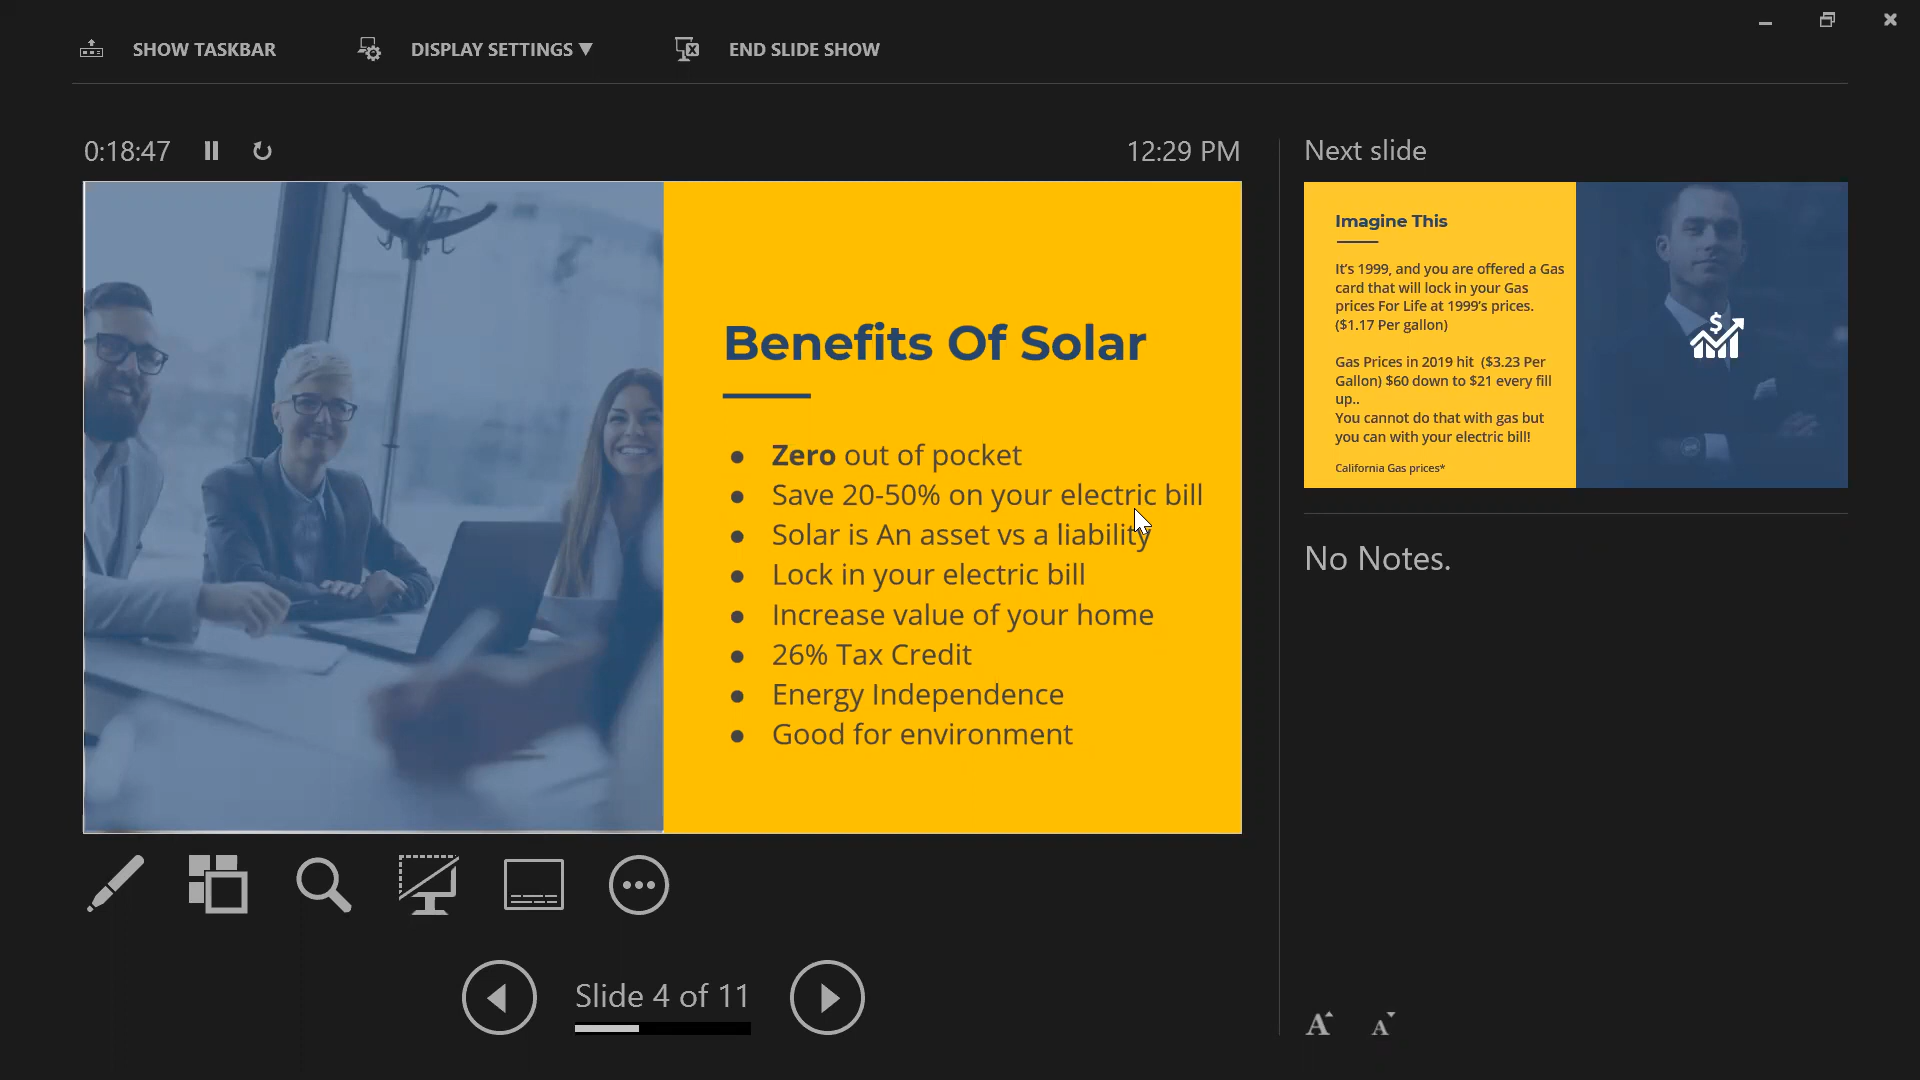 SHOW TASKBAR
DISPLAY SETTINGS ▼
END SLIDE SHOW
0:18:47
12:29 PM
Next slide
Benefits Of Solar
● Zero out of pocket
● Save 20-50% on your electric bill
● Solar is An asset vs a liability
● Lock in your electric bill
● Increase value of your home
● 26% Tax Credit
● Energy Independence
● Good for environment
Imagine This
It's 1999, and you are offered a Gas
card that will lock in your Gas
prices For Life at 1999's prices.
($1.17 Per gallon)
Gas Prices in 2019 hit ($3.23 Per
Gallon) $60 down to $21 every fill
up..
You cannot do that with gas but
you can with your electric bill!
California Gas prices*
$
No Notes.
Slide 4 of 11
A A